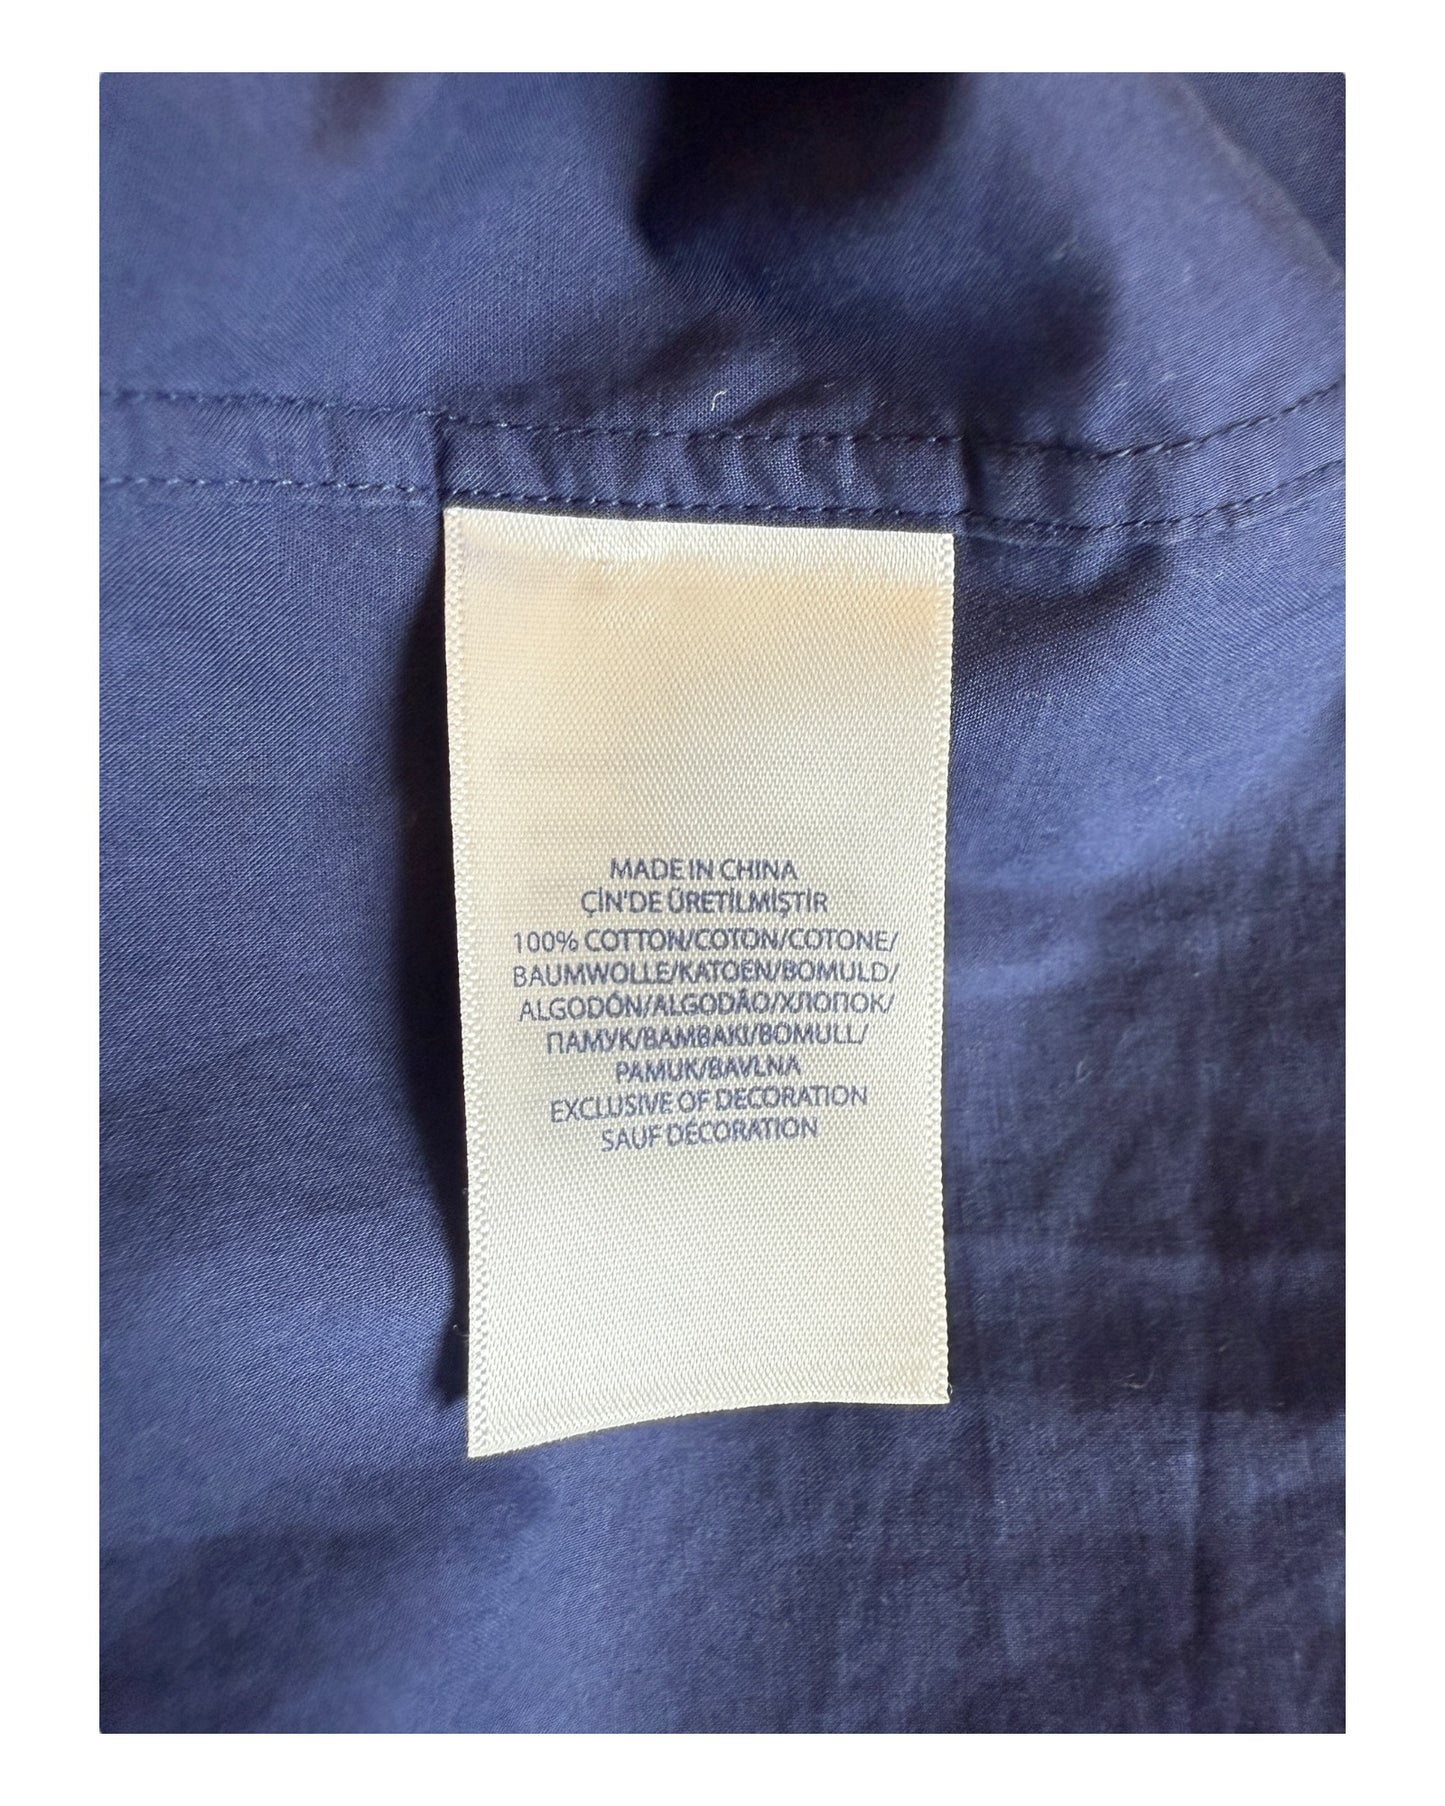 MADE IN CHINA
ÇİN'DE ÜRETİLMİŞTİR
100% COTTON/COTON/COTONE/
BAUMWOLLE/KATOEN/BOMULD/
ALGODÓN/ALGODÃO/ХЛОПОК/
ПАМУК/ΒΑΜΒΑΚΙ/BOMULL/
PAMUK/BAVLNA
EXCLUSIVE OF DECORATION
SAUF DÉCORATION